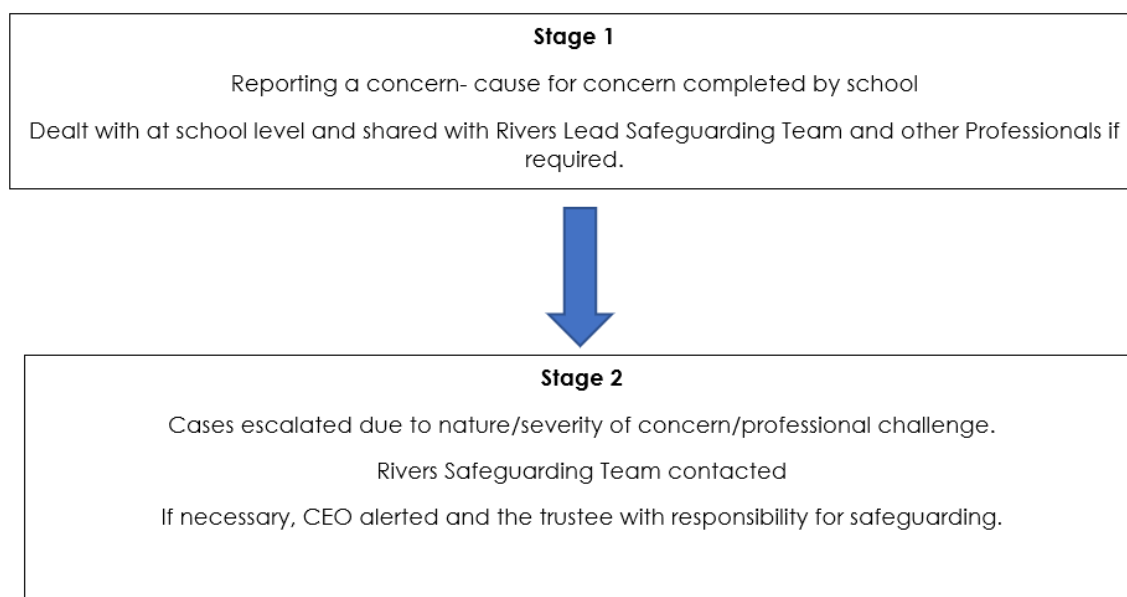 Stage 1
Reporting a concern- cause for concern completed by school
Dealt with at school level and shared with Rivers Lead Safeguarding Team and other Professionals if
required.
Stage 2
Cases escalated due to nature/severity of concern/professional challenge.
Rivers Safeguarding Team contacted
If necessary, CEO alerted and the trustee with responsibility for safeguarding.